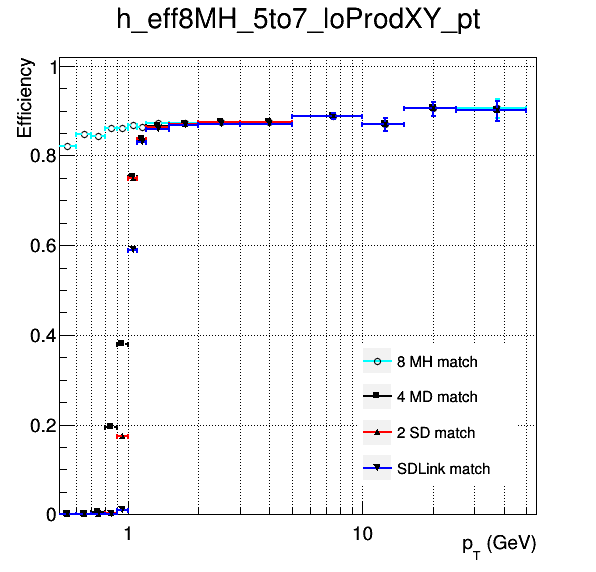 h_eff8MH_5to7_loProdXY_pt
Efficiency
1
0.8
0.6
0.4
0.2
0
8 MH match
4 MD match
2 SD match
SDLink match
1
10
p_T (GeV)